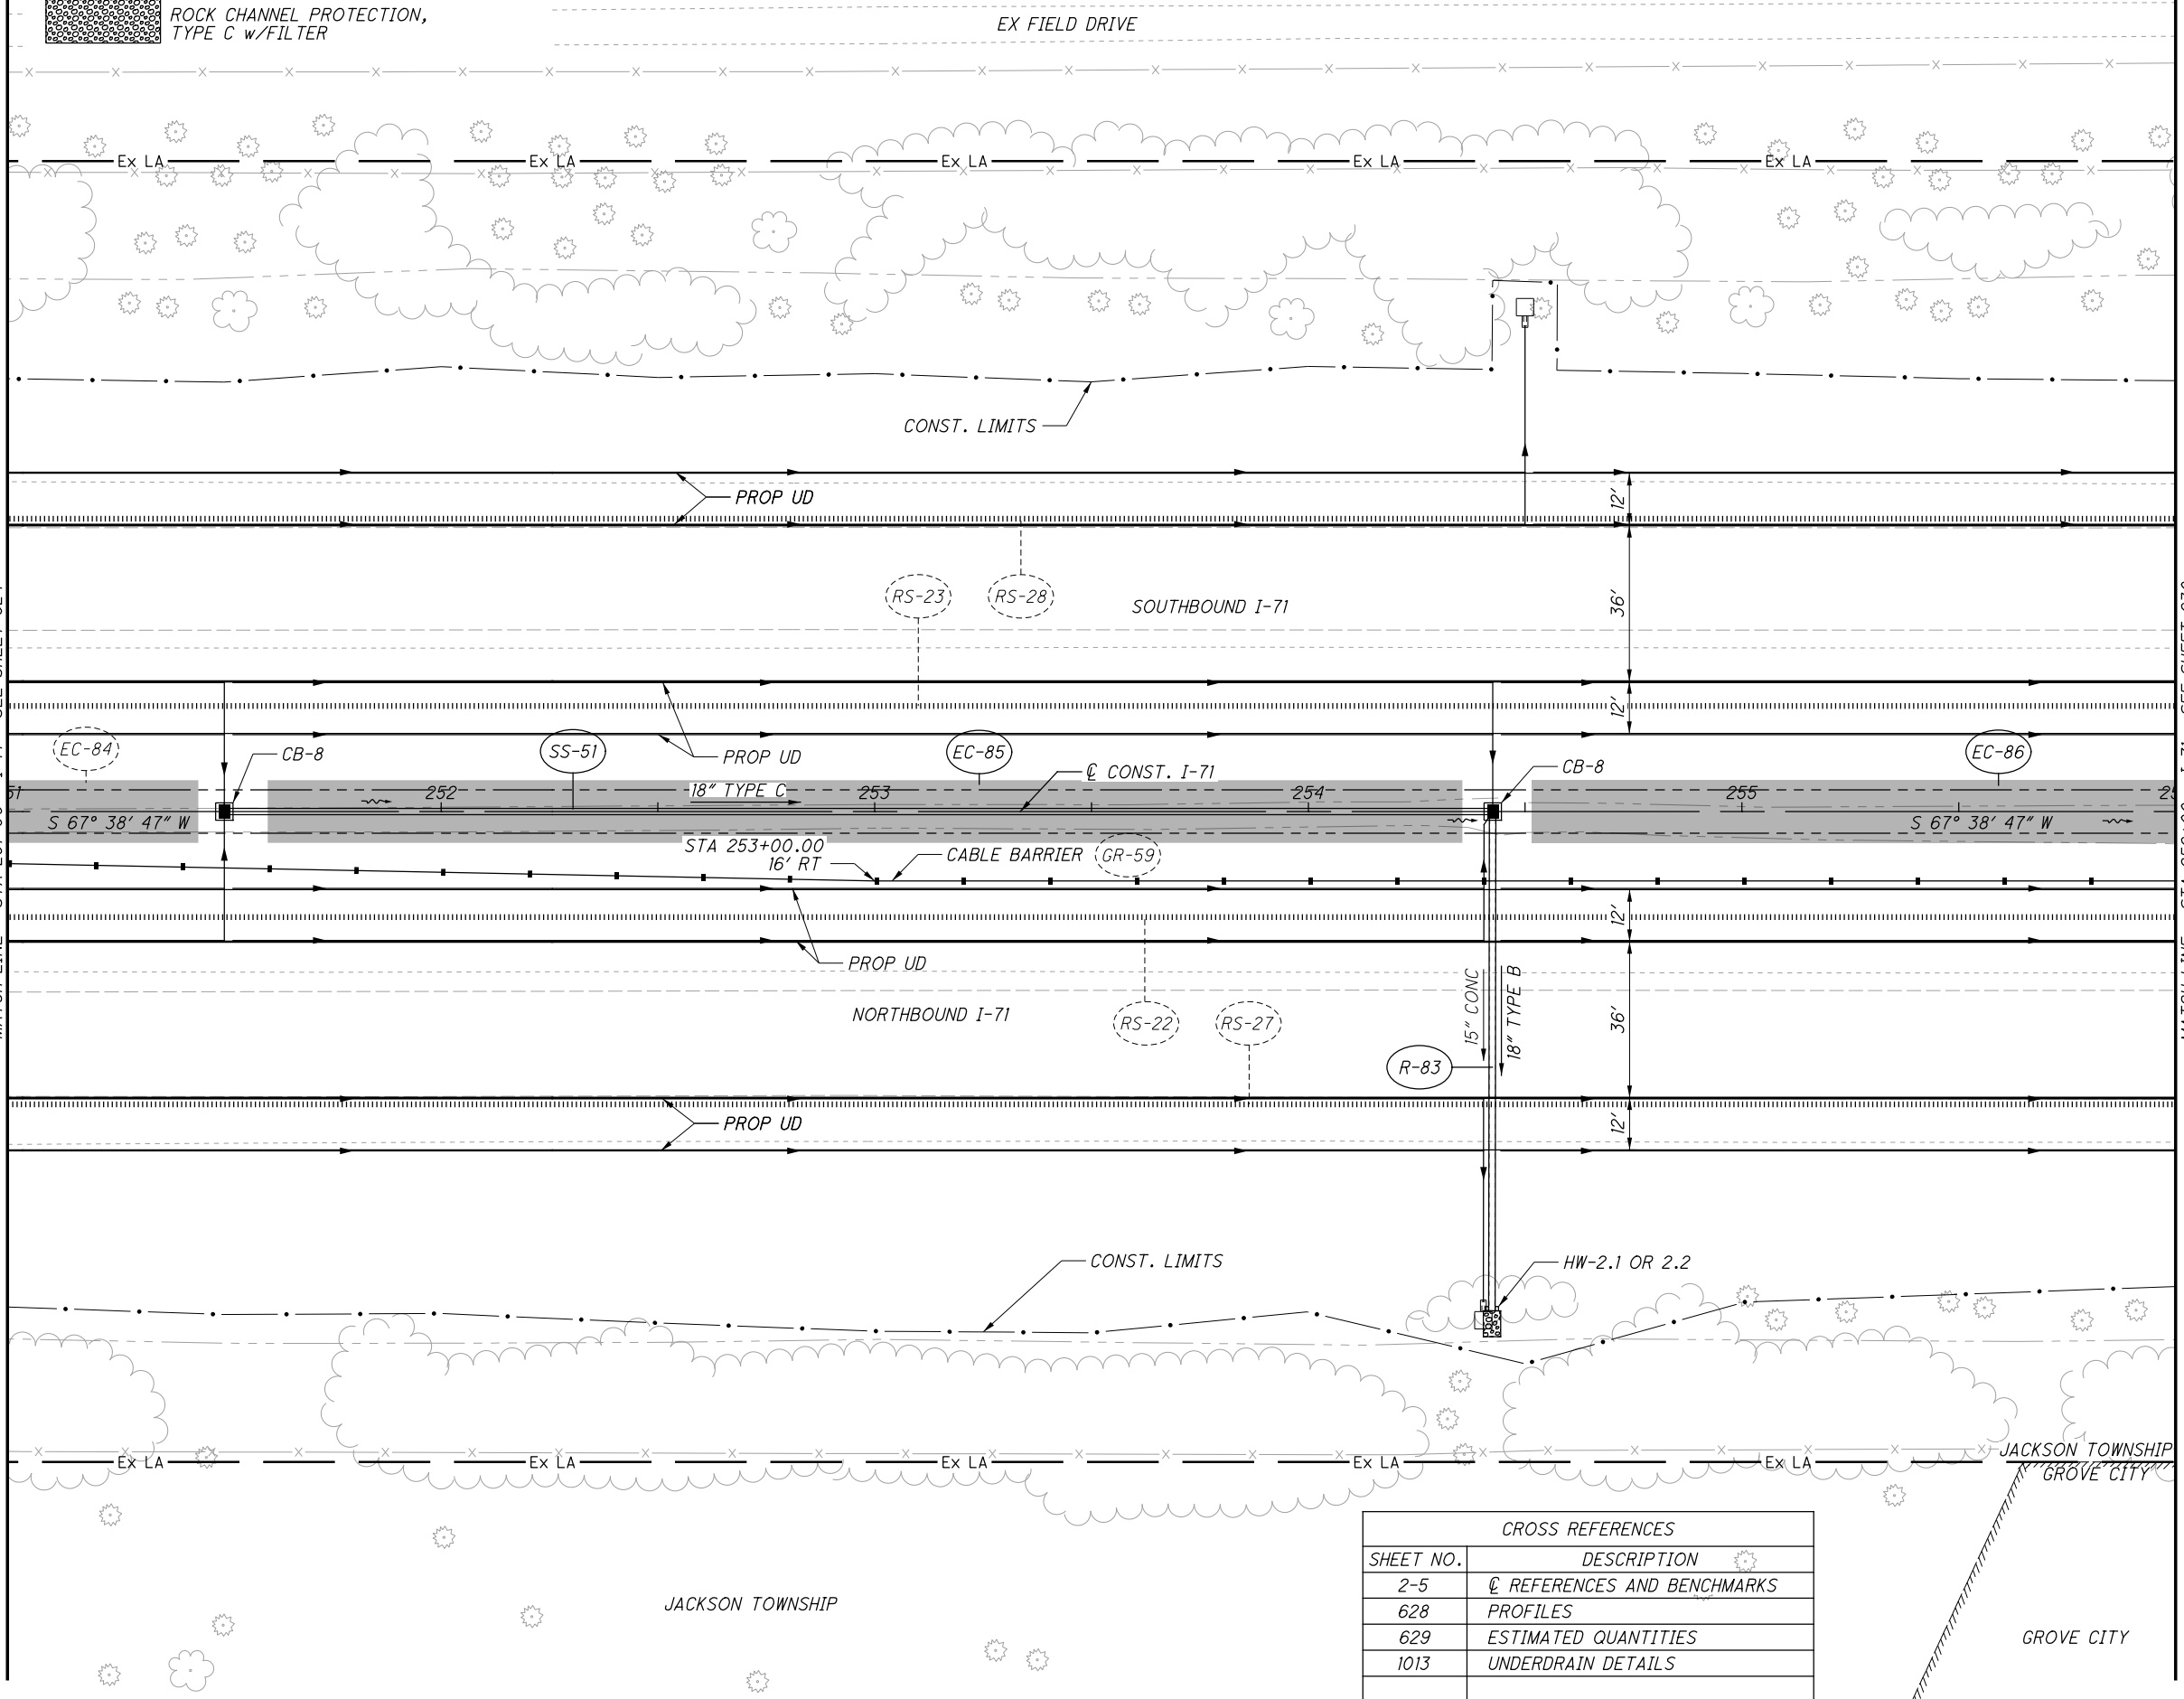 ROCK CHANNEL PROTECTION,
TYPE C w/FILTER
EX FIELD DRIVE
Ex LA
Ex LA
Ex LA
Ex LA
Ex LA
CONST. LIMITS
12'
PROP UD
RS-23
RS-28
SOUTHBOUND I-71
36'
12'
EC-84
CB-8
SS-51
PROP UD
EC-85
℄ CONST. I-71
CB-8
EC-86
252
18" TYPE C
253
254
255
S 67° 38' 47" W
S 67° 38' 47" W
STA 253+00.00
16' RT
CABLE BARRIER
GR-59
12'
PROP UD
NORTHBOUND I-71
RS-22
RS-27
15" CONC
18" TYPE B
36'
R-83
PROP UD
12'
CONST. LIMITS
HW-2.1 OR 2.2
Ex LA
Ex LA
Ex LA
Ex LA
Ex LA
JACKSON TOWNSHIP
GROVE CITY
CROSS REFERENCES
SHEET NO. DESCRIPTION
2-5 ℄ REFERENCES AND BENCHMARKS
628 PROFILES
629 ESTIMATED QUANTITIES
1013 UNDERDRAIN DETAILS
JACKSON TOWNSHIP
GROVE CITY